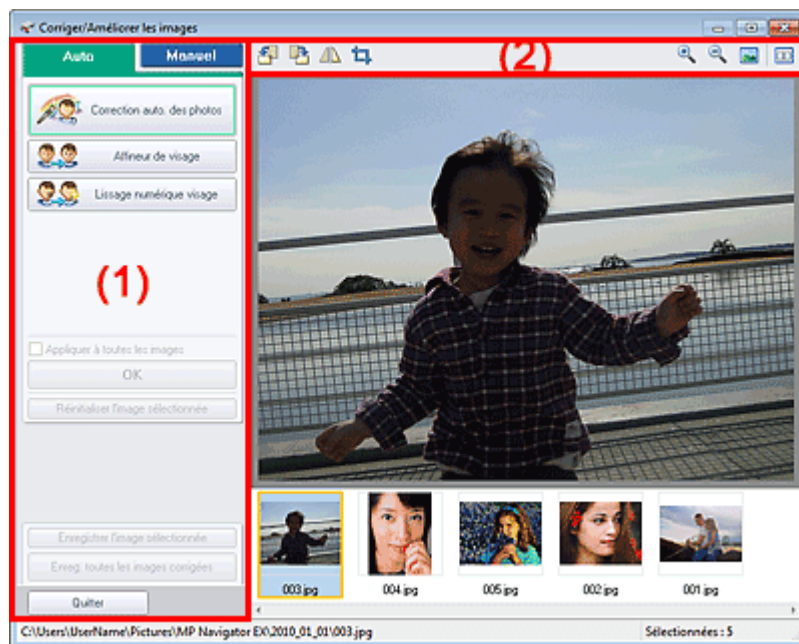 Corriger/Améliorer les images
Auto
Manuel
(2)
Correction auto. des photos
Affineur de visage
Lissage numérique visage
(1)
Appliquer à toutes les images
OK
Réinitialiser l'image sélectionnée
Enregistrer l'image sélectionnée
Enreg. toutes les images corrigées
Quitter
003.jpg
004.jpg
005.jpg
002.jpg
001.jpg
C:\Users\UserName\Pictures\MP Navigator EX\2010_01_01\003.jpg
Sélectionnées : 5